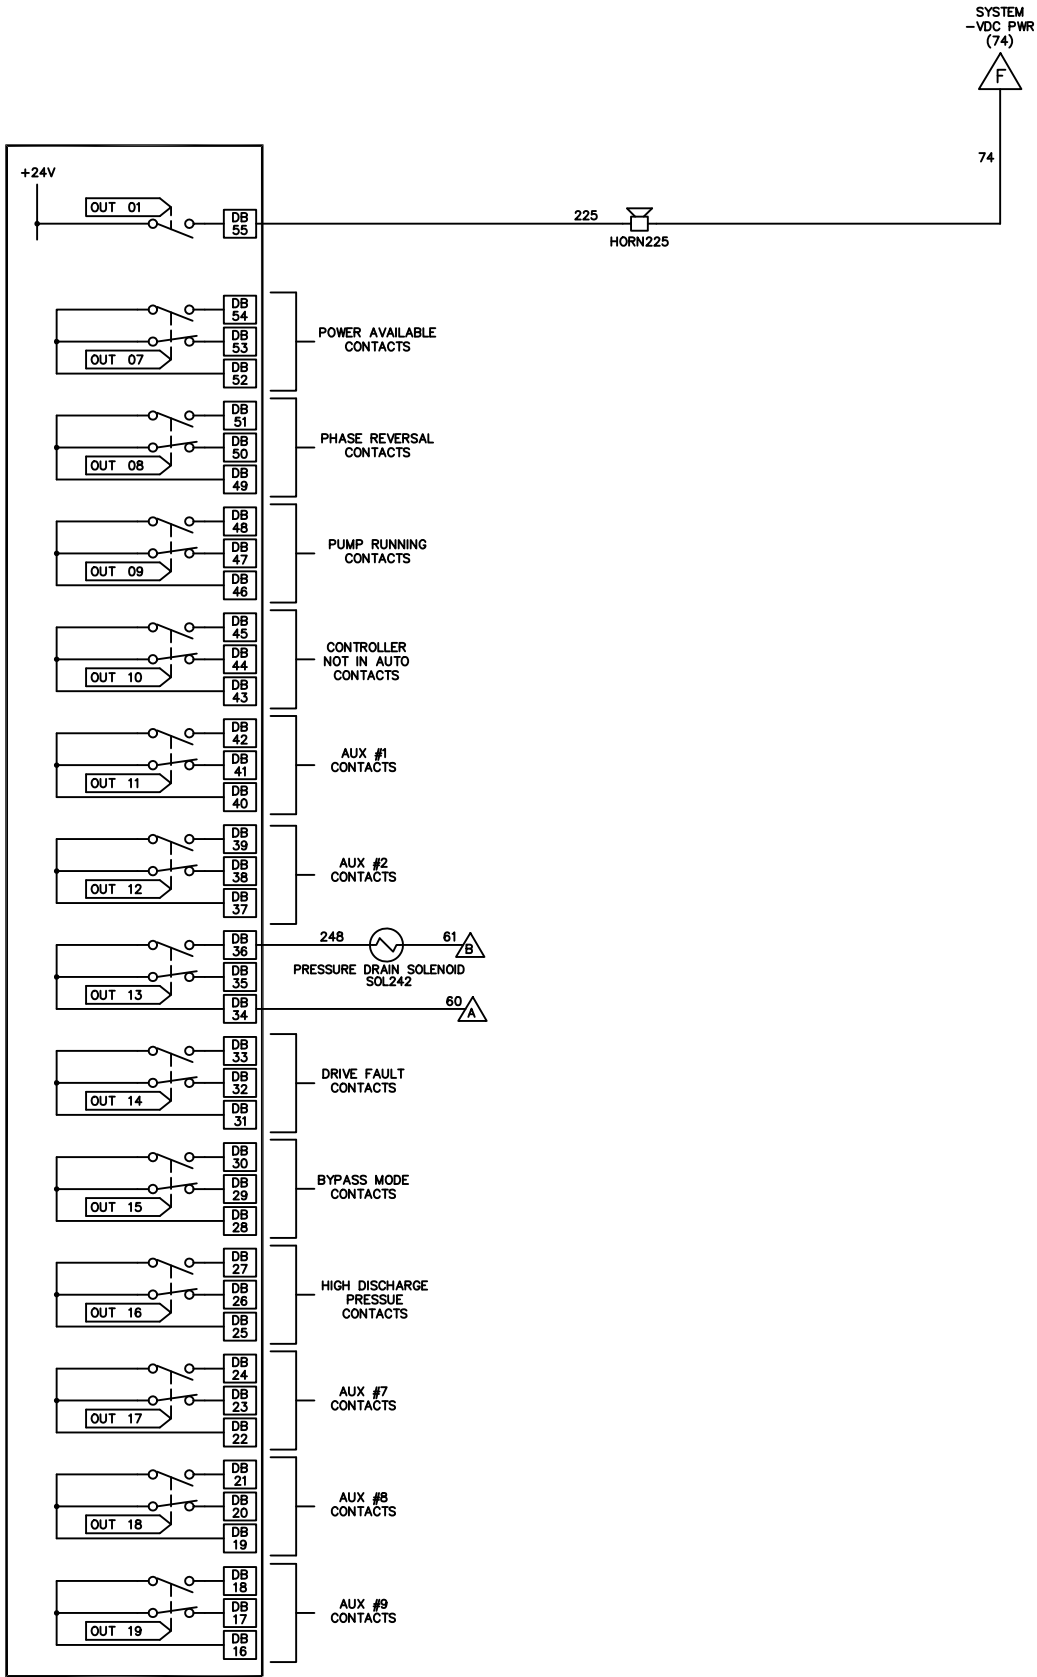 SYSTEM
-VDC PWR
(74)
F
74
+24V
OUT 01
DB
55
225
HORN225
DB
54
DB
53
OUT 07
DB
52
POWER AVAILABLE
CONTACTS
DB
51
DB
50
OUT 08
DB
49
PHASE REVERSAL
CONTACTS
DB
48
DB
47
OUT 09
DB
46
PUMP RUNNING
CONTACTS
DB
45
DB
44
OUT 10
DB
43
CONTROLLER
NOT IN AUTO
CONTACTS
DB
42
DB
41
OUT 11
DB
40
AUX #1
CONTACTS
DB
39
DB
38
OUT 12
DB
37
AUX #2
CONTACTS
DB
36
248
61
B
PRESSURE DRAIN SOLENOID
SOL242
DB
35
OUT 13
DB
34
60
A
DB
33
DB
32
OUT 14
DB
31
DRIVE FAULT
CONTACTS
DB
30
DB
29
OUT 15
DB
28
BYPASS MODE
CONTACTS
DB
27
DB
26
OUT 16
DB
25
HIGH DISCHARGE
PRESSUE
CONTACTS
DB
24
DB
23
OUT 17
DB
22
AUX #7
CONTACTS
DB
21
DB
20
OUT 18
DB
19
AUX #8
CONTACTS
DB
18
DB
17
OUT 19
DB
16
AUX #9
CONTACTS